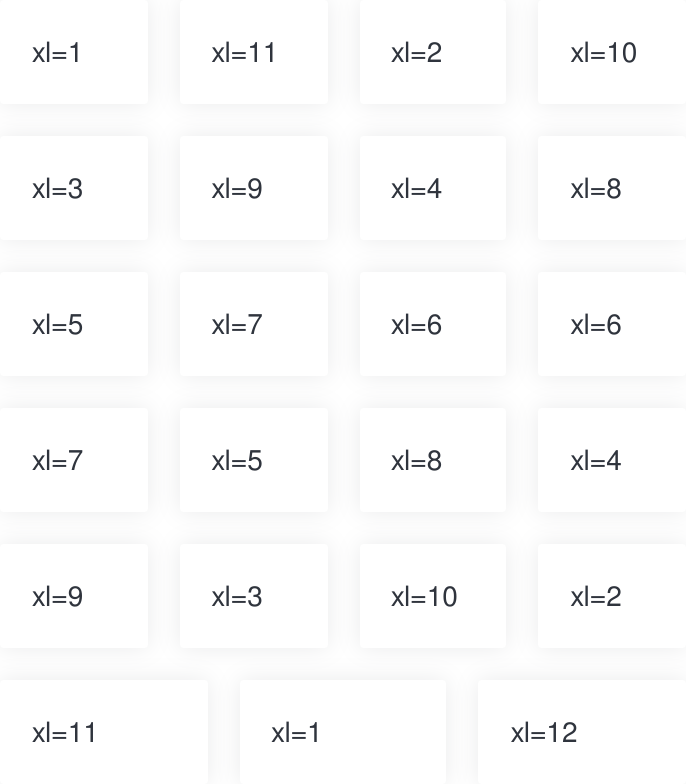 xl=1 xl=11 xl=2 xl=10
xl=3 xl=9 xl=4 xl=8
xl=5 xl=7 xl=6 xl=6
xl=7 xl=5 xl=8 xl=4
xl=9 xl=3 xl=10 xl=2
xl=11 xl=1 xl=12